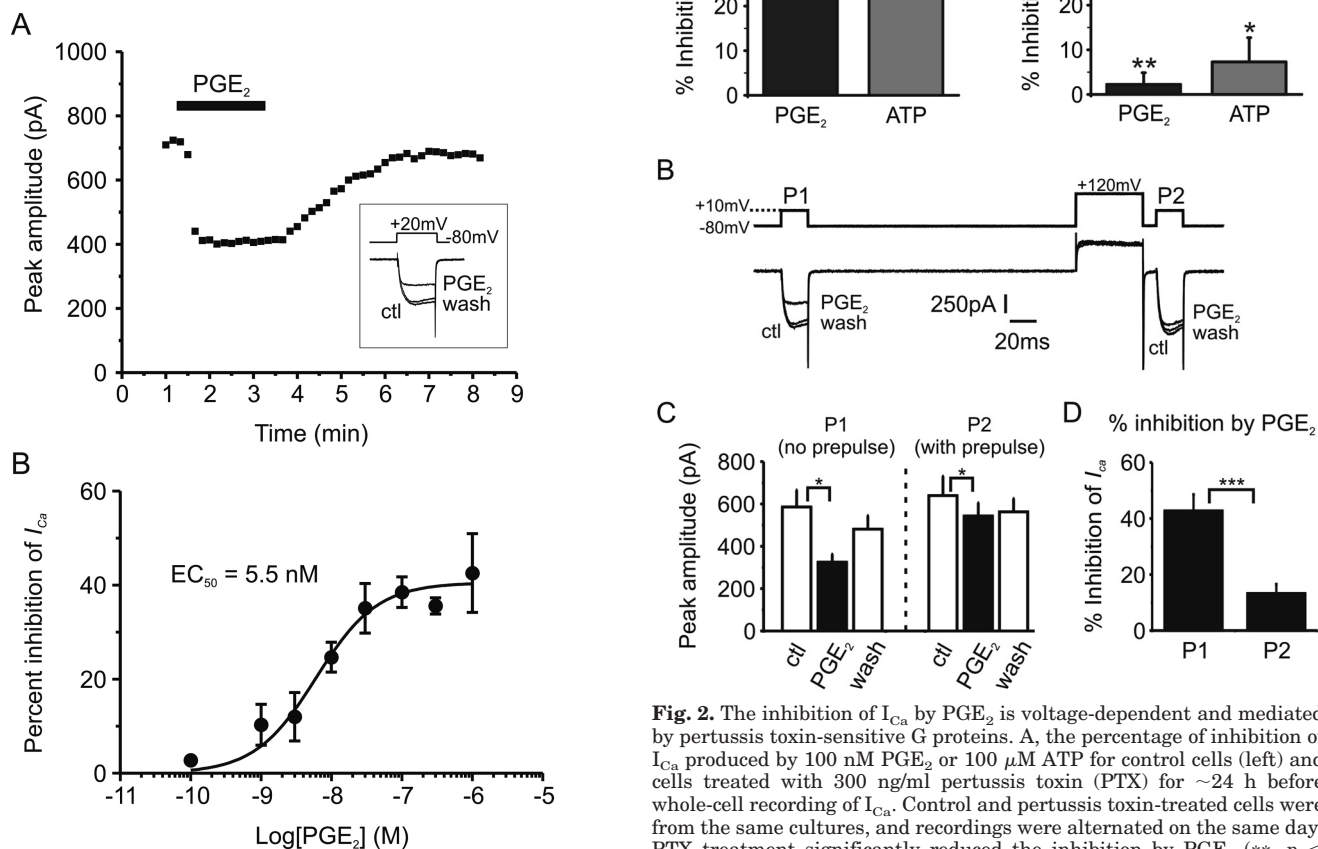 A
1000
800
600
400
200
0
Peak amplitude (pA)
PGE2
+20mV
-80mV
PGE2
wash
ctl
0 1 2 3 4 5 6 7 8 9
Time (min)
B
60
40
20
0
Percent inhibition of ICa
EC50 = 5.5 nM
-11 -10 -9 -8 -7 -6 -5
Log[PGE2] (M)
20
10
0
PGE2 ATP
20
10
0
** *
PGE2 ATP
B
P1 +120mV P2
+10mV
-80mV
PGE2
wash
ctl
250pA
20ms
PGE2
wash
ctl
C
P1
(no prepulse)
P2
(with prepulse)
Peak amplitude (pA)
800
600
400
200
0
* *
ctl PGE2 wash ctl PGE2 wash
D
% inhibition by PGE2
% Inhibition of Ica
60
40
20
0
***
P1 P2
Fig. 2. The inhibition of ICa by PGE2 is voltage-dependent and mediated
by pertussis toxin-sensitive G proteins. A, the percentage of inhibition
ICa produced by 100 nM PGE2 or 100 μM ATP for control cells (left) and
cells treated with 300 ng/ml pertussis toxin (PTX) for ~24 h before
whole-cell recording of ICa. Control and pertussis toxin-treated cells were
from the same cultures, and recordings were alternated on the same day
PTX treatment significantly reduced the inhibition by PGE